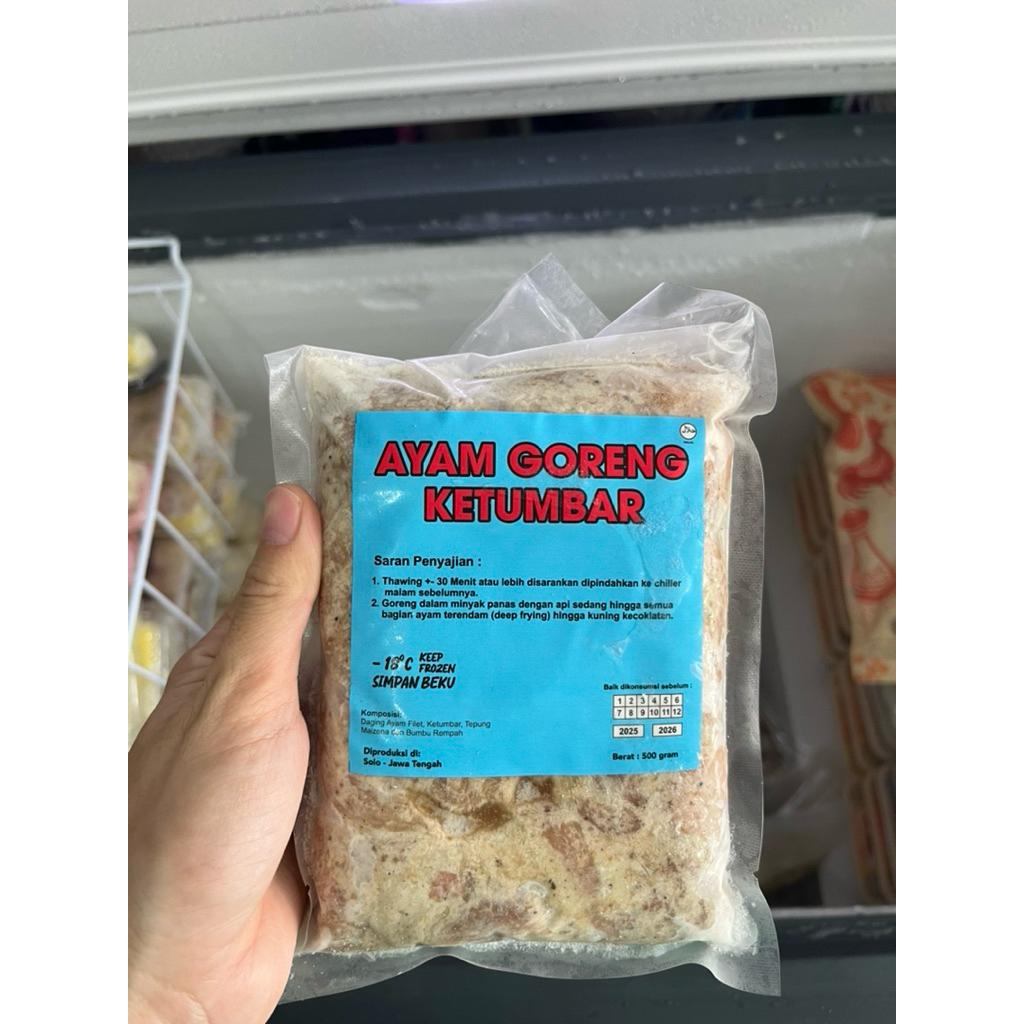 AYAM GORENG
KETUMBAR
Saran Penyajian :
1. Thawing +- 30 Menit atau lebih disarankan dipindahkan ke chiller
malam sebelumnya.
2. Goreng dalam minyak panas dengan api sedang hingga semua
bagian ayam terendam (deep frying) hingga kuning kecoklatan.
- 18°C KEEP
FROZEN
SIMPAN BEKU
Baik dikonsumsi sebelum :
1 2 3 4 5 6
7 8 9 10 11 12
2025 2026
Komposisi:
Daging Ayam Filet, Ketumbar, Tepung
Maizena dan Bumbu Rempah
Diproduksi di:
Solo - Jawa Tengah
Berat : 500 gram